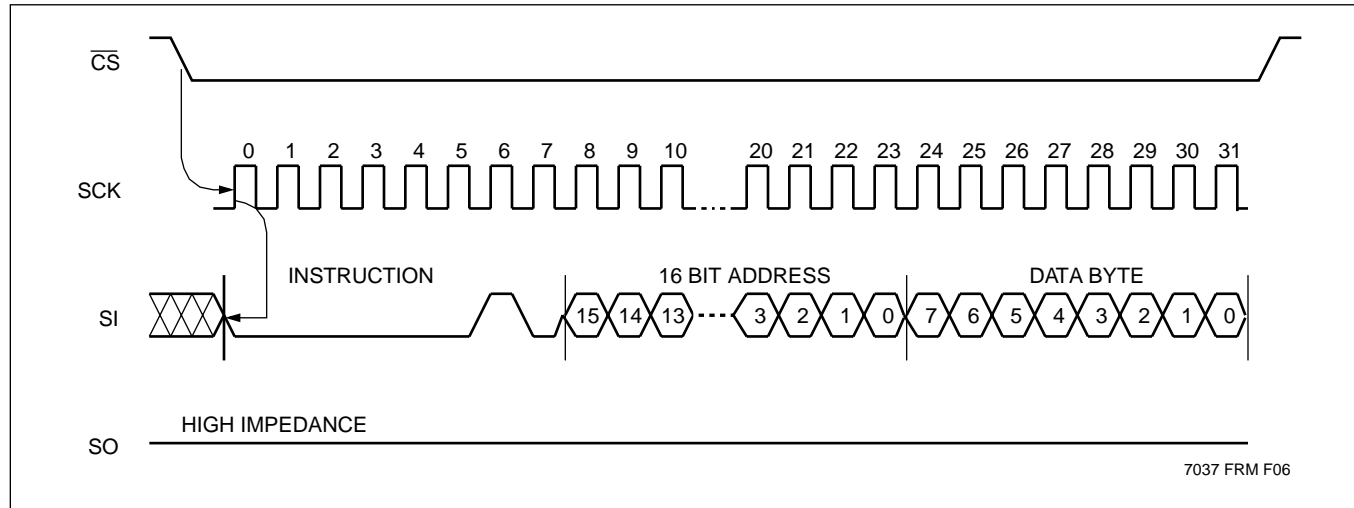 CS
0 1 2 3 4 5 6 7 8 9 10 20 21 22 23 24 25 26 27 28 29 30 31
SCK
INSTRUCTION 16 BIT ADDRESS DATA BYTE
SI 15 14 13 3 2 1 0 7 6 5 4 3 2 1 0
HIGH IMPEDANCE
SO
7037 FRM F06